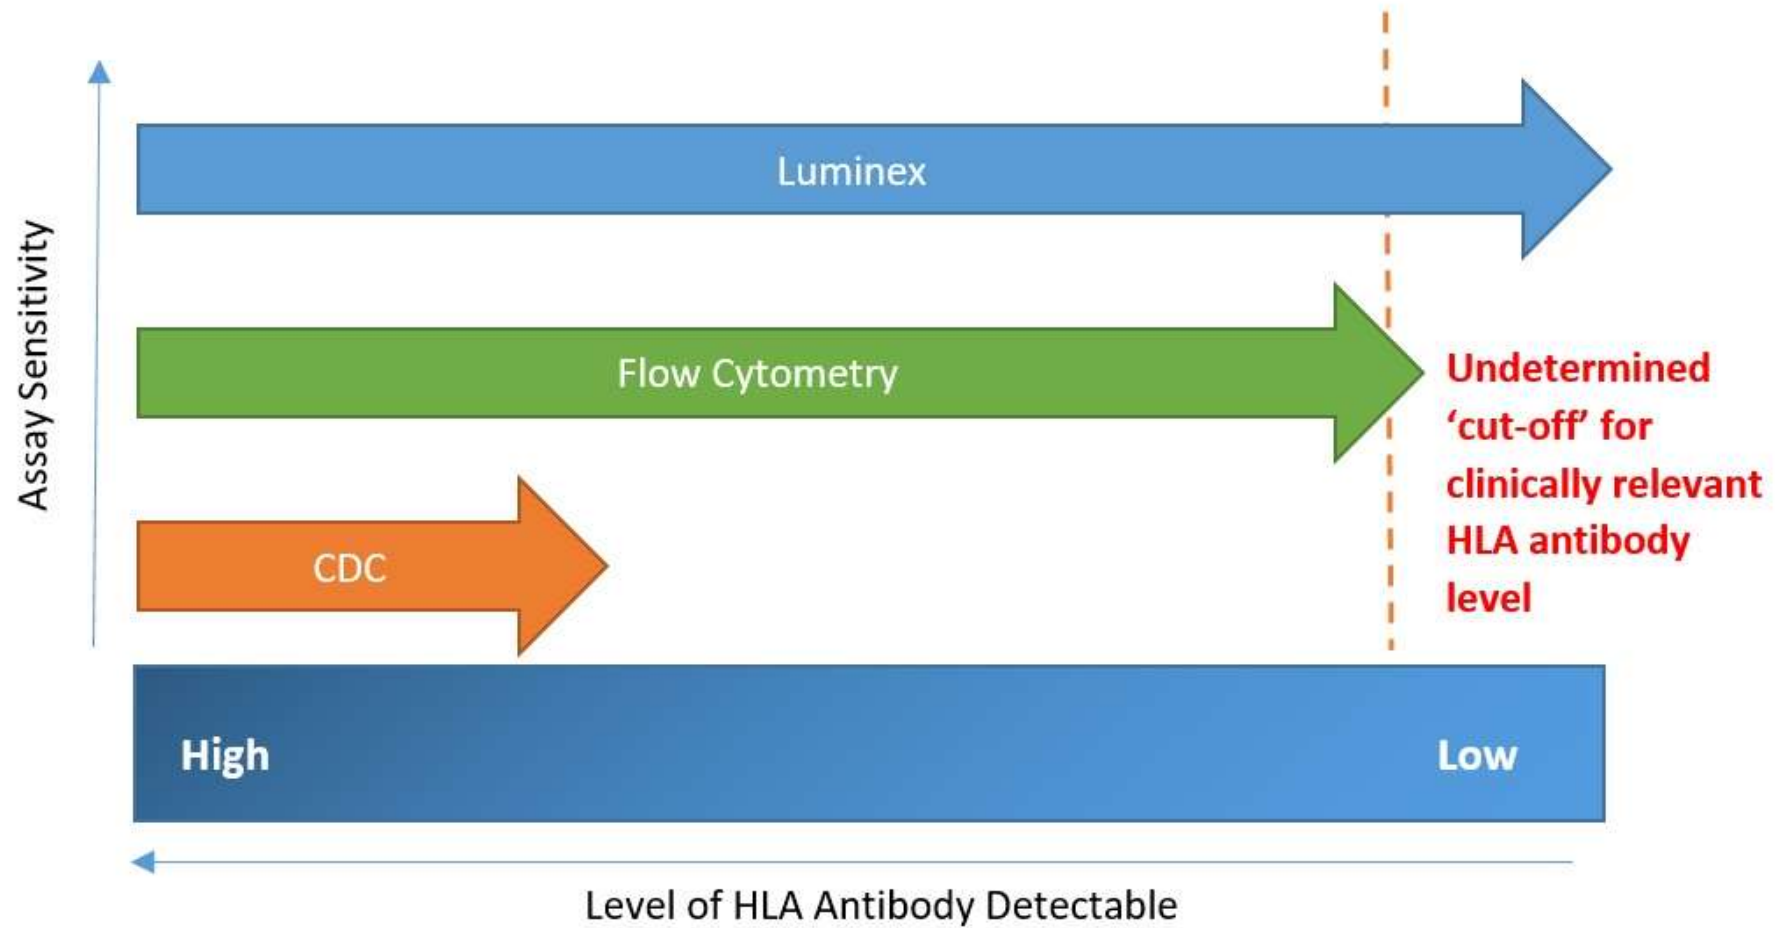 Assay Sensitivity
Luminex
Flow Cytometry
CDC
Undetermined
‘cut-off’ for
clinically relevant
HLA antibody
level
High
Low
Level of HLA Antibody Detectable